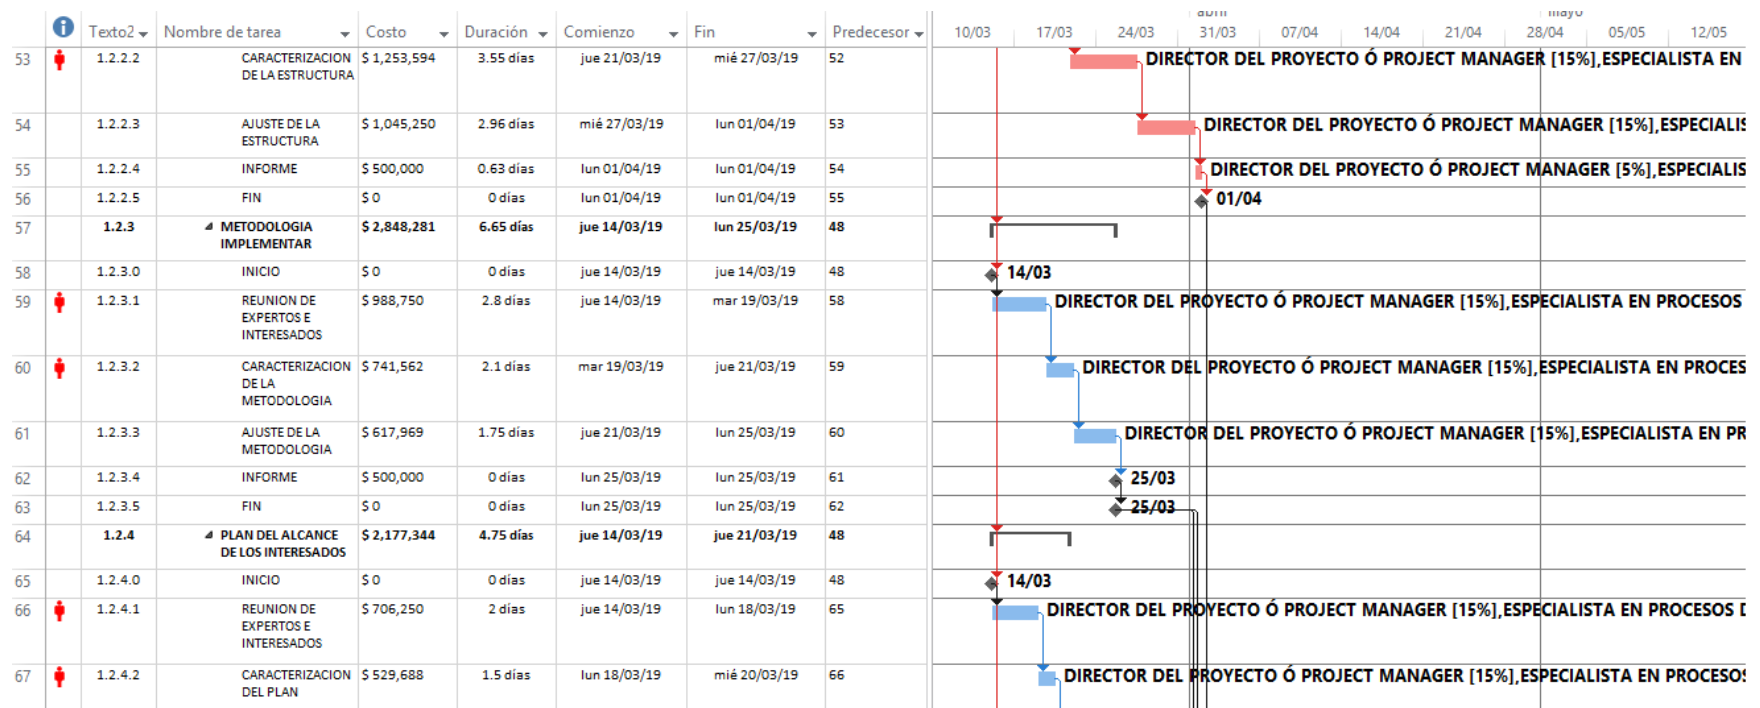 abril mayo
Texto2 Nombre de tarea Costo Duración Comienzo Fin Predecesor 10/03 17/03 24/03 31/03 07/04 14/04 21/04 28/04 05/05 12/05
53 1.2.2.2 CARACTERIZACION $ 1,253,594 3.55 días jue 21/03/19 mié 27/03/19 52 DIRECTOR DEL PROYECTO Ó PROJECT MANAGER [15%],ESPECIALISTA EN
DE LA ESTRUCTURA
54 1.2.2.3 AJUSTE DE LA $ 1,045,250 2.96 días mié 27/03/19 lun 01/04/19 53 DIRECTOR DEL PROYECTO Ó PROJECT MANAGER [15%],ESPECIALIS
ESTRUCTURA
55 1.2.2.4 INFORME $ 500,000 0.63 días lun 01/04/19 lun 01/04/19 54 DIRECTOR DEL PROYECTO Ó PROJECT MANAGER [5%],ESPECIALIS
56 1.2.2.5 FIN $ 0 0 días lun 01/04/19 lun 01/04/19 55 01/04
57 1.2.3 METODOLOGIA $ 2,848,281 6.65 días jue 14/03/19 lun 25/03/19 48
IMPLEMENTAR
58 1.2.3.0 INICIO $ 0 0 días jue 14/03/19 jue 14/03/19 48 14/03
59 1.2.3.1 REUNION DE $ 988,750 2.8 días jue 14/03/19 mar 19/03/19 58 DIRECTOR DEL PROYECTO Ó PROJECT MANAGER [15%],ESPECIALISTA EN PROCESOS
EXPERTOS E
INTERESADOS
60 1.2.3.2 CARACTERIZACION $ 741,562 2.1 días mar 19/03/19 jue 21/03/19 59 DIRECTOR DEL PROYECTO Ó PROJECT MANAGER [15%],ESPECIALISTA EN PROCES
DE LA
METODOLOGIA
61 1.2.3.3 AJUSTE DE LA $ 617,969 1.75 días jue 21/03/19 lun 25/03/19 60 DIRECTOR DEL PROYECTO Ó PROJECT MANAGER [15%],ESPECIALISTA EN PR
METODOLOGIA
62 1.2.3.4 INFORME $ 500,000 0 días lun 25/03/19 lun 25/03/19 61 25/03
63 1.2.3.5 FIN $ 0 0 días lun 25/03/19 lun 25/03/19 62 25/03
64 1.2.4 PLAN DEL ALCANCE $ 2,177,344 4.75 días jue 14/03/19 jue 21/03/19 48
DE LOS INTERESADOS
65 1.2.4.0 INICIO $ 0 0 días jue 14/03/19 jue 14/03/19 48 14/03
66 1.2.4.1 REUNION DE $ 706,250 2 días jue 14/03/19 lun 18/03/19 65 DIRECTOR DEL PROYECTO Ó PROJECT MANAGER [15%],ESPECIALISTA EN PROCESOS D
EXPERTOS E
INTERESADOS
67 1.2.4.2 CARACTERIZACION $ 529,688 1.5 días lun 18/03/19 mié 20/03/19 66 DIRECTOR DEL PROYECTO Ó PROJECT MANAGER [15%],ESPECIALISTA EN PROCESOS
DEL PLAN